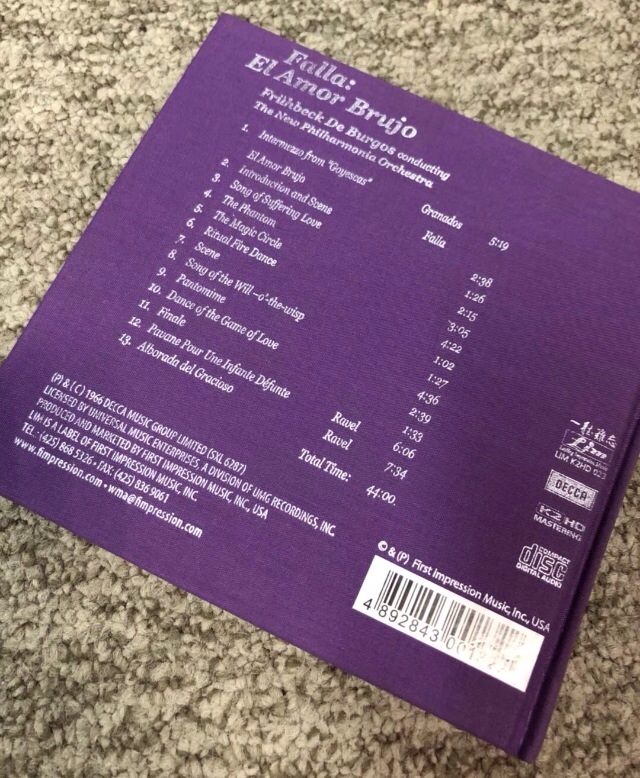 Falla:
El Amor Brujo
Frühbeck De Burgos conducting
The New Philharmonia Orchestra
1. Intermezzo from "Goyescas" Granados 5:19
El Amor Brujo Falla
2. Introduction and Scene 2:38
3. Song of Suffering Love 1:26
4. The Phantom 2:15
5. The Magic Circle 3:05
6. Ritual Fire Dance 4:22
7. Scene 1:02
8. Song of the Will-o'-the-wisp 1:27
9. Pantomime 4:36
10. Dance of the Game of Love 2:39
11. Finale 1:33
12. Pavane Pour Une Infante Défunte Ravel 6:06
13. Alborada del Gracioso Ravel 7:34
Total Time: 44:00
(P) & (C) 1966 DECCA MUSIC GROUP LIMITED (SXL 6287)
LICENSED BY UNIVERSAL MUSIC ENTERPRISES, A DIVISION OF UMG RECORDINGS, INC.
PRODUCED AND MARKETED BY FIRST IMPRESSION MUSIC, INC, USA
LIM IS A LABEL OF FIRST IMPRESSION MUSIC, INC.
TEL: (425) 868 5326 • FAX: (425) 836 9061
www.fimpression.com • wma@fimpression.com
fim
LIM K2HD 023
DECCA
K2 HD
MASTERING
COMPACT
disc
DIGITAL AUDIO
© & (P) First Impression Music, Inc., USA
4 892843 00